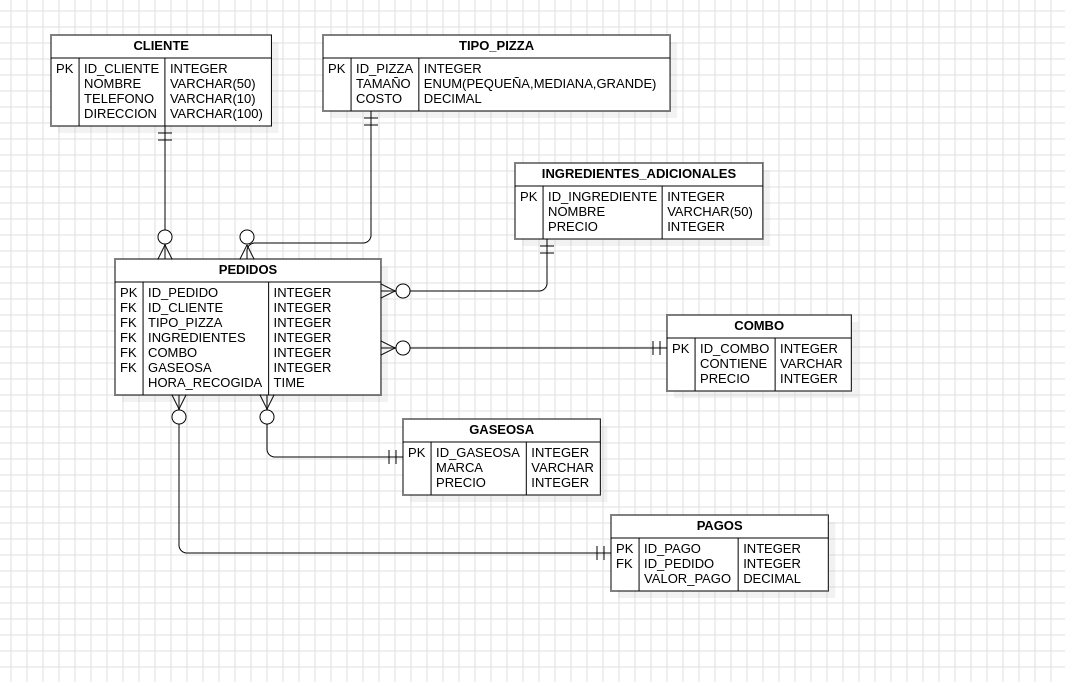 CLIENTE
PK ID_CLIENTE INTEGER
NOMBRE VARCHAR(50)
TELEFONO VARCHAR(10)
DIRECCION VARCHAR(100)
TIPO_PIZZA
PK ID_PIZZA INTEGER
TAMAÑO ENUM(PEQUEÑA,MEDIANA,GRANDE)
COSTO DECIMAL
INGREDIENTES_ADICIONALES
PK ID_INGREDIENTE INTEGER
NOMBRE VARCHAR(50)
PRECIO INTEGER
PEDIDOS
PK ID_PEDIDO INTEGER
FK ID_CLIENTE INTEGER
FK TIPO_PIZZA INTEGER
FK INGREDIENTES INTEGER
FK COMBO INTEGER
FK GASEOSA INTEGER
HORA_RECOGIDA TIME
COMBO
PK ID_COMBO INTEGER
CONTIENE VARCHAR
PRECIO INTEGER
GASEOSA
PK ID_GASEOSA INTEGER
MARCA VARCHAR
PRECIO INTEGER
PAGOS
PK ID_PAGO INTEGER
FK ID_PEDIDO INTEGER
VALOR_PAGO DECIMAL